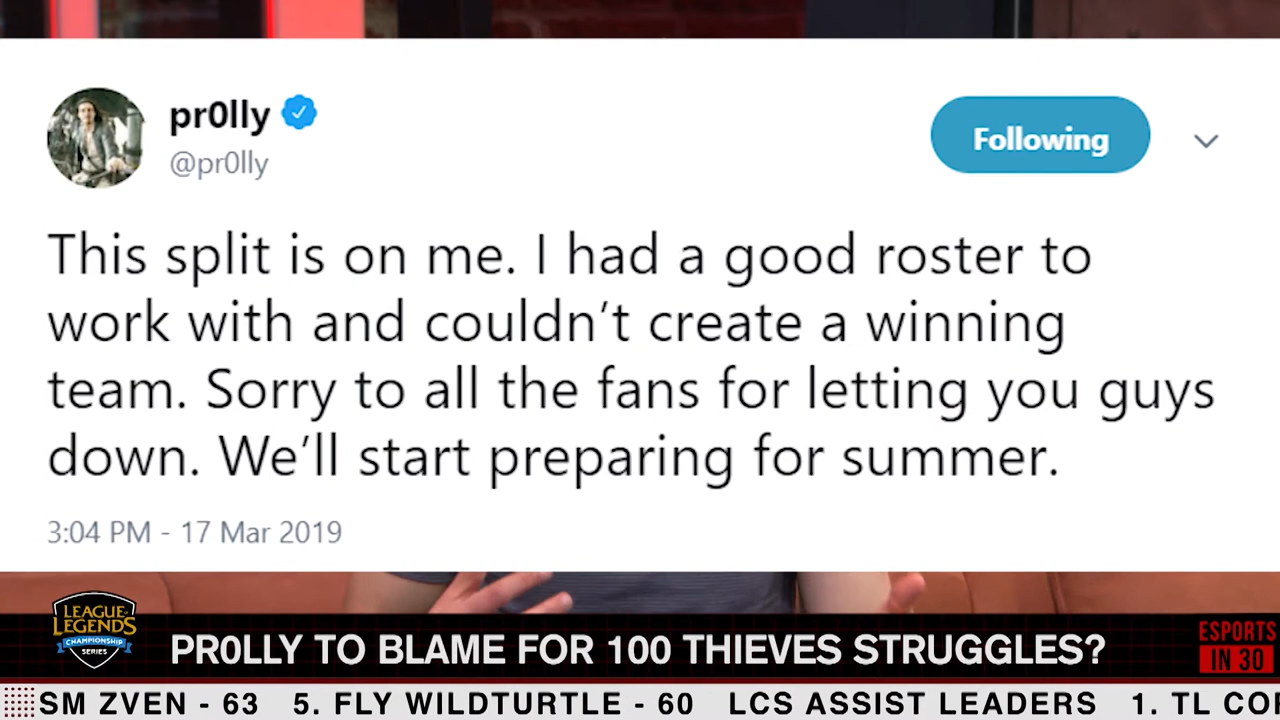 pr0lly
@pr0lly
Following
This split is on me. I had a good roster to
work with and couldn’t create a winning
team. Sorry to all the fans for letting you guys
down. We’ll start preparing for summer.
3:04 PM - 17 Mar 2019
LEAGUE
LEGENDS
CHAMPIONSHIP
SERIES
PR0LLY TO BLAME FOR 100 THIEVES STRUGGLES?
ESPORTS
IN 30
SM ZVEN - 63 5. FLY WILDTURTLE - 60 LCS ASSIST LEADERS 1. TL